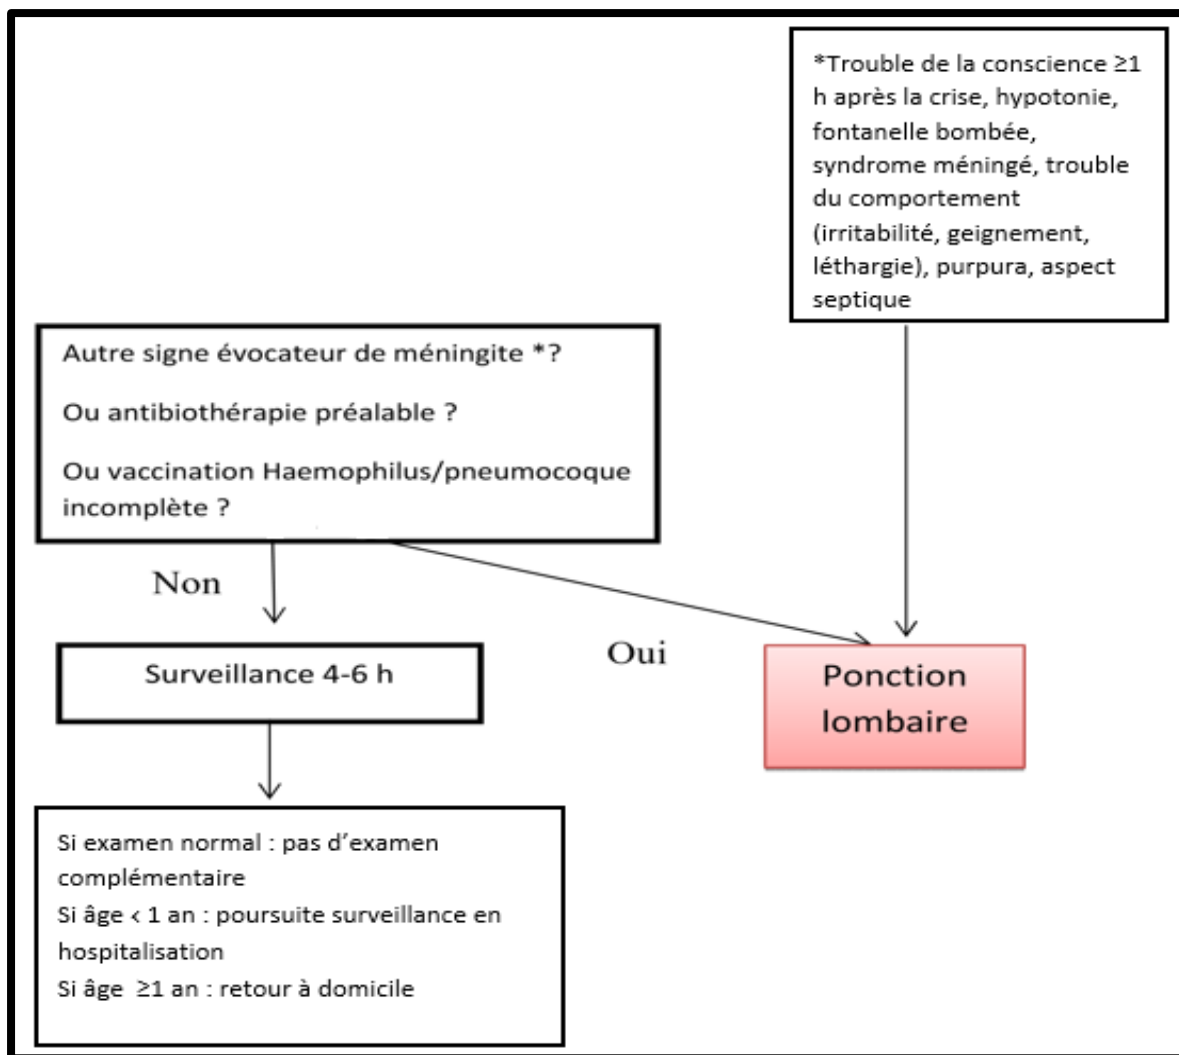 *Trouble de la conscience ≥1
h après la crise, hypotonie,
fontanelle bombée,
syndrome méningé, trouble
du comportement
(irritabilité, geignement,
léthargie), purpura, aspect
septique
Autre signe évocateur de méningite *?
Ou antibiothérapie préalable ?
Ou vaccination Haemophilus/pneumocoque
incomplète ?
Non
Oui
Surveillance 4-6 h
Ponction
lombaire
Si examen normal : pas d’examen
complémentaire
Si âge < 1 an : poursuite surveillance en
hospitalisation
Si âge ≥1 an : retour à domicile